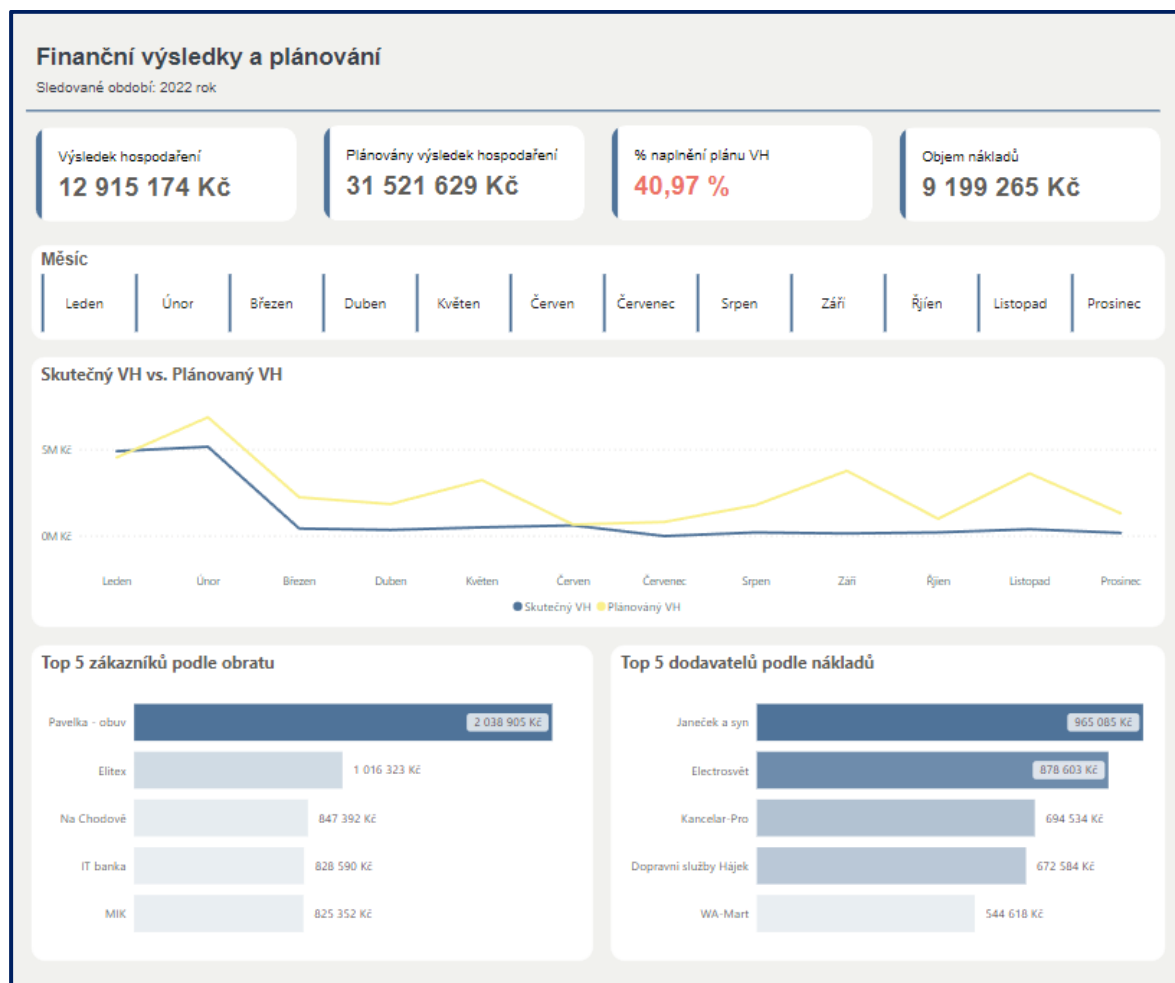 Finanční výsledky a plánování
Sledované období: 2022 rok
Výsledek hospodaření
12 915 174 Kč
Plánovány výsledek hospodaření
31 521 629 Kč
% naplnění plánu VH
40,97 %
Objem nákladů
9 199 265 Kč
Měsíc
Leden Únor Březen Duben Květen Červen Červenec Srpen Září Řjíen Listopad Prosinec
Skutečný VH vs. Plánovaný VH
5M Kč
0M Kč
Leden Únor Březen Duben Květen Červen Červenec Srpen Září Řjíen Listopad Prosinec
Skutečný VH Plánováný VH
Top 5 zákazníků podle obratu
Pavelka - obuv 2 038 905 Kč
Elitex 1 016 323 Kč
Na Chodově 847 392 Kč
IT banka 828 590 Kč
MIK 825 352 Kč
Top 5 dodavatelů podle nákladů
Janeček a syn 965 085 Kč
Electrosvět 878 603 Kč
Kancelar-Pro 694 534 Kč
Dopravní služby Hájek 672 584 Kč
WA-Mart 544 618 Kč